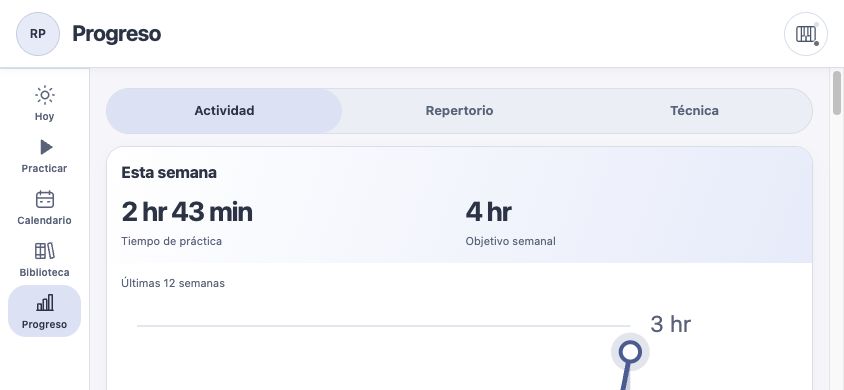 RP
Progreso
Hoy
Practicar
Calendario
Biblioteca
Progreso
Actividad
Repertorio
Técnica
Esta semana
2 hr 43 min
4 hr
Tiempo de práctica
Objetivo semanal
Últimas 12 semanas
3 hr